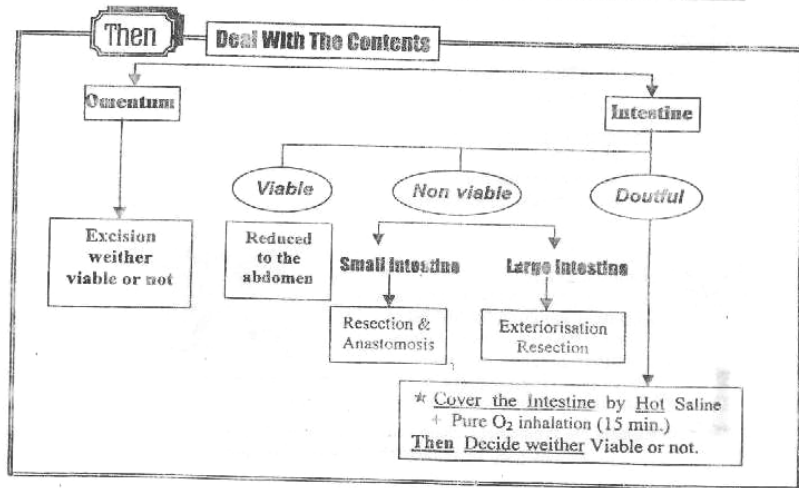 Then
Deal With The Contents
Omentum
Intestine
Viable
Non viable
Doutful
Excision
weither
viable or not
Reduced
to the
abdomen
Small Intestine
Large Intestine
Resection &
Anastomosis
Exteriorisation
Resection
* Cover the Intestine by Hot Saline
+ Pure O₂ inhalation (15 min.)
Then Decide weither Viable or not.